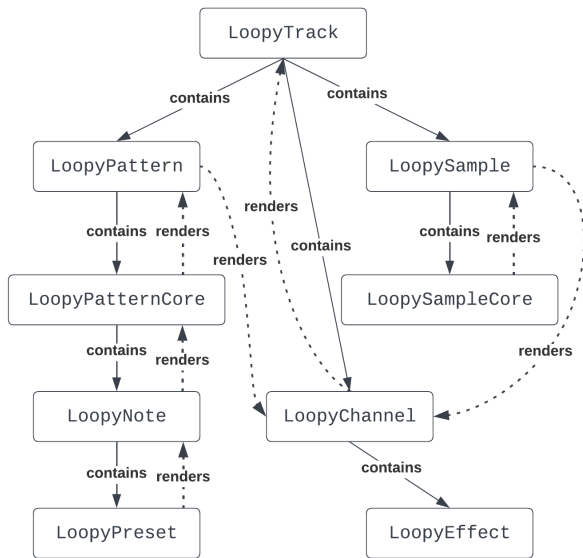 LoopyTrack
contains
contains
LoopyPattern
LoopySample
renders
contains
renders
contains
renders
contains
renders
LoopyPatternCore
LoopySampleCore
contains
renders
renders
LoopyNote
LoopyChannel
contains
renders
contains
LoopyPreset
LoopyEffect